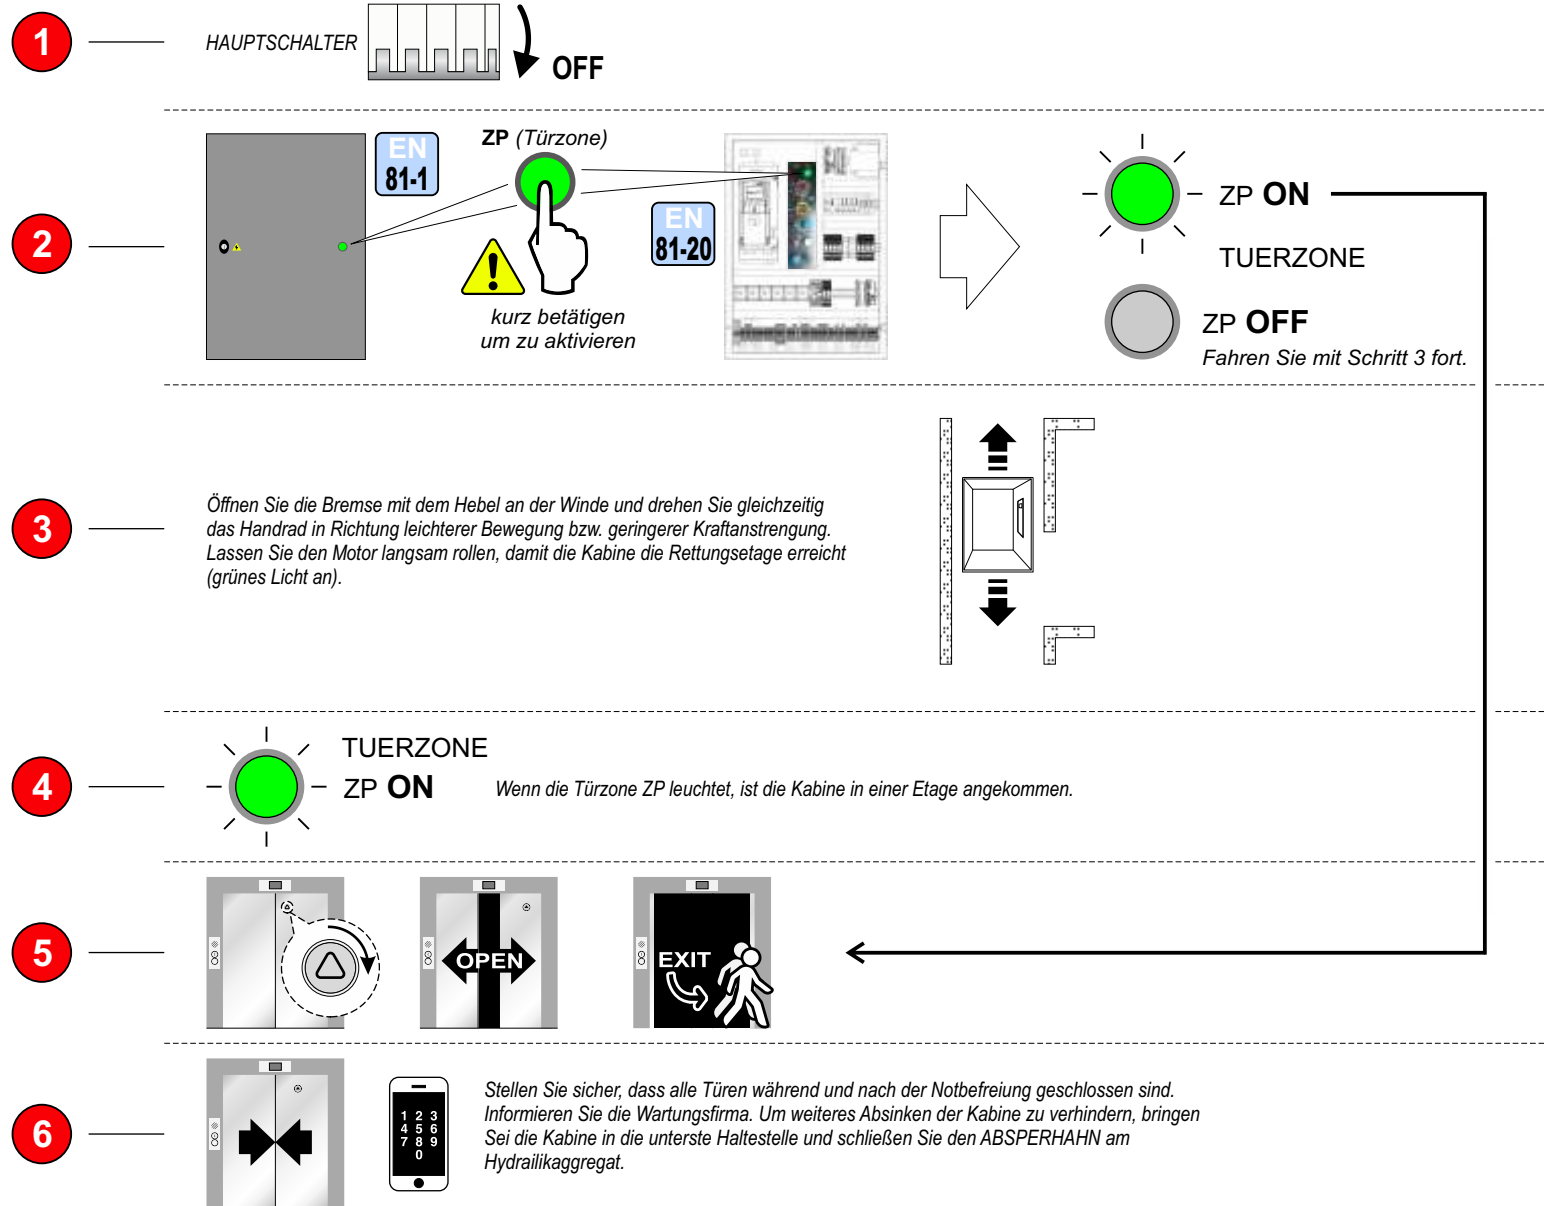 1
HAUPTSCHALTER
OFF
2
EN
81-1
ZP (Türzone)
kurz betätigen
um zu aktivieren
EN
81-20
ZP ON
TUERZONE
ZP OFF
Fahren Sie mit Schritt 3 fort.
3
Öffnen Sie die Bremse mit dem Hebel an der Winde und drehen Sie gleichzeitig
das Handrad in Richtung leichterer Bewegung bzw. geringerer Kraftanstrengung.
Lassen Sie den Motor langsam rollen, damit die Kabine die Rettungsetage erreicht
(grünes Licht an).
4
TUERZONE
ZP ON
Wenn die Türzone ZP leuchtet, ist die Kabine in einer Etage angekommen.
5
OPEN
EXIT
6
1 2 3
4 5 6
7 8 9
0
Stellen Sie sicher, dass alle Türen während und nach der Notbefreiung geschlossen sind.
Informieren Sie die Wartungsfirma. Um weiteres Absinken der Kabine zu verhindern, bringen
Sei die Kabine in die unterste Haltestelle und schließen Sie den ABSPERHAHN am
Hydrailikaggregat.